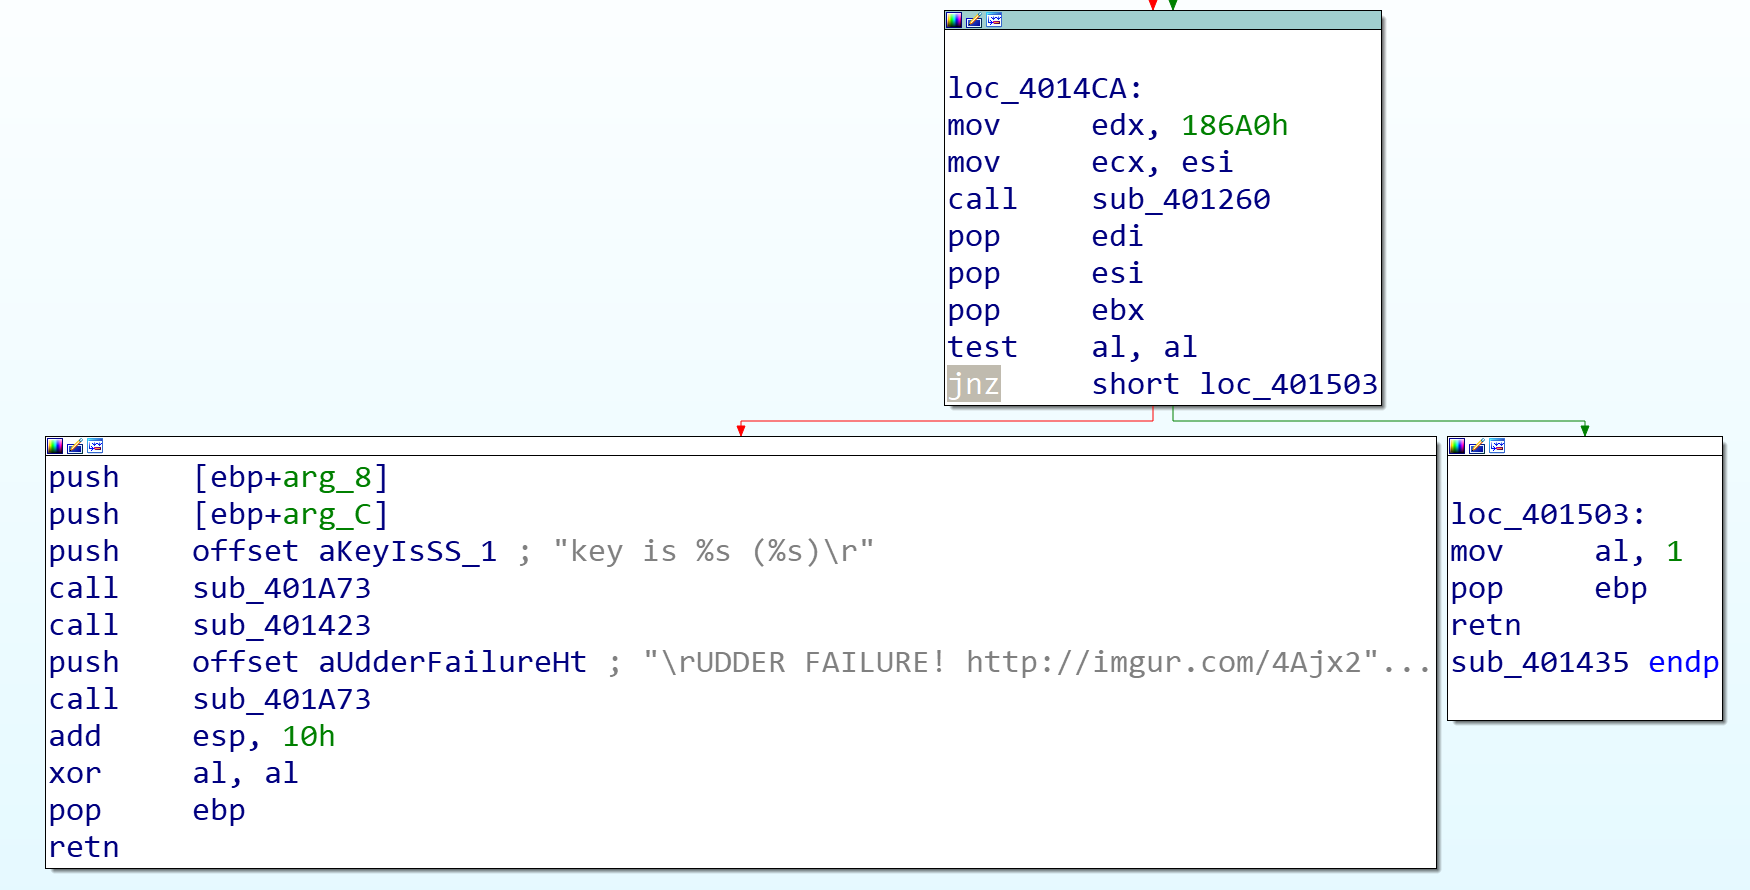 loc_4014CA:
mov edx, 186A0h
mov ecx, esi
call sub_401260
pop edi
pop esi
pop ebx
test al, al
jnz short loc_401503
push [ebp+arg_8]
push [ebp+arg_C]
push offset aKeyIsSS_1 ; "key is %s (%s)\r"
call sub_401A73
call sub_401423
push offset aUdderFailureHt ; "\rUDDER FAILURE! http://imgur.com/4Ajx2"...
call sub_401A73
add esp, 10h
xor al, al
pop ebp
retn
loc_401503:
mov al, 1
pop ebp
retn
sub_401435 endp